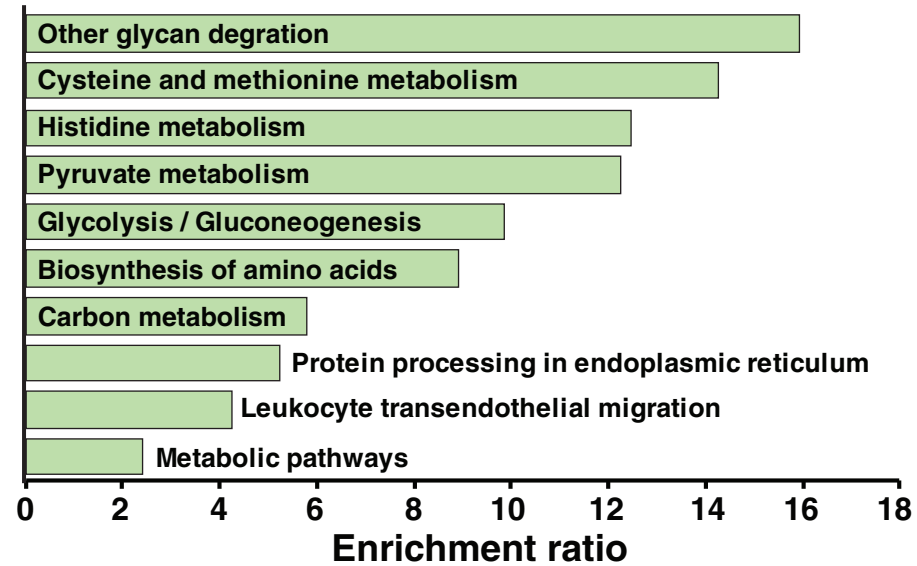 Other glycan degration
Cysteine and methionine metabolism
Histidine metabolism
Pyruvate metabolism
Glycolysis / Gluconeogenesis
Biosynthesis of amino acids
Carbon metabolism
Protein processing in endoplasmic reticulum
Leukocyte transendothelial migration
Metabolic pathways
0 2 4 6 8 10 12 14 16 18
Enrichment ratio